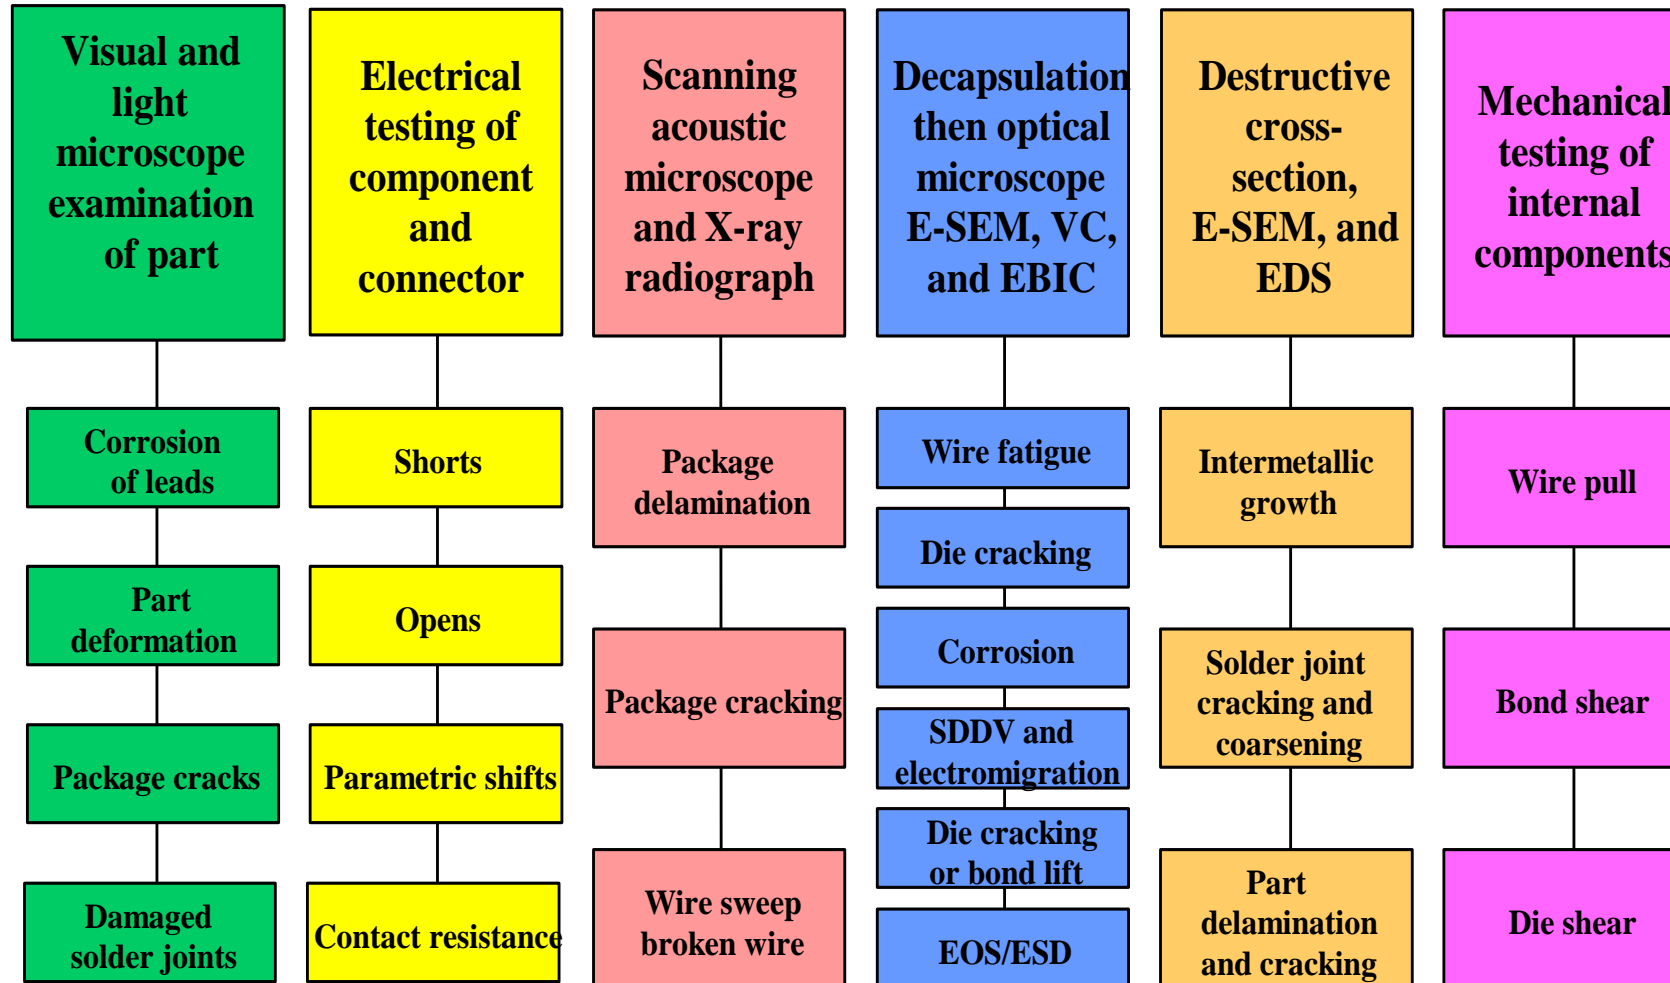 Visual and
light
microscope
examination
of part
Corrosion
of leads
Part
deformation
Package cracks
Damaged
solder joints
Electrical
testing of
component
and
connector
Shorts
Opens
Parametric shifts
Contact resistance
Scanning
acoustic
microscope
and X-ray
radiograph
Package
delamination
Package cracking
Wire sweep
broken wire
Decapsulation
then optical
microscope
E-SEM, VC,
and EBIC
Wire fatigue
Die cracking
Corrosion
SDDV and
electromigration
Die cracking
or bond lift
EOS/ESD
Destructive
cross-
section,
E-SEM, and
EDS
Intermetallic
growth
Solder joint
cracking and
coarsening
Part
delamination
and cracking
Mechanical
testing of
internal
components
Wire pull
Bond shear
Die shear